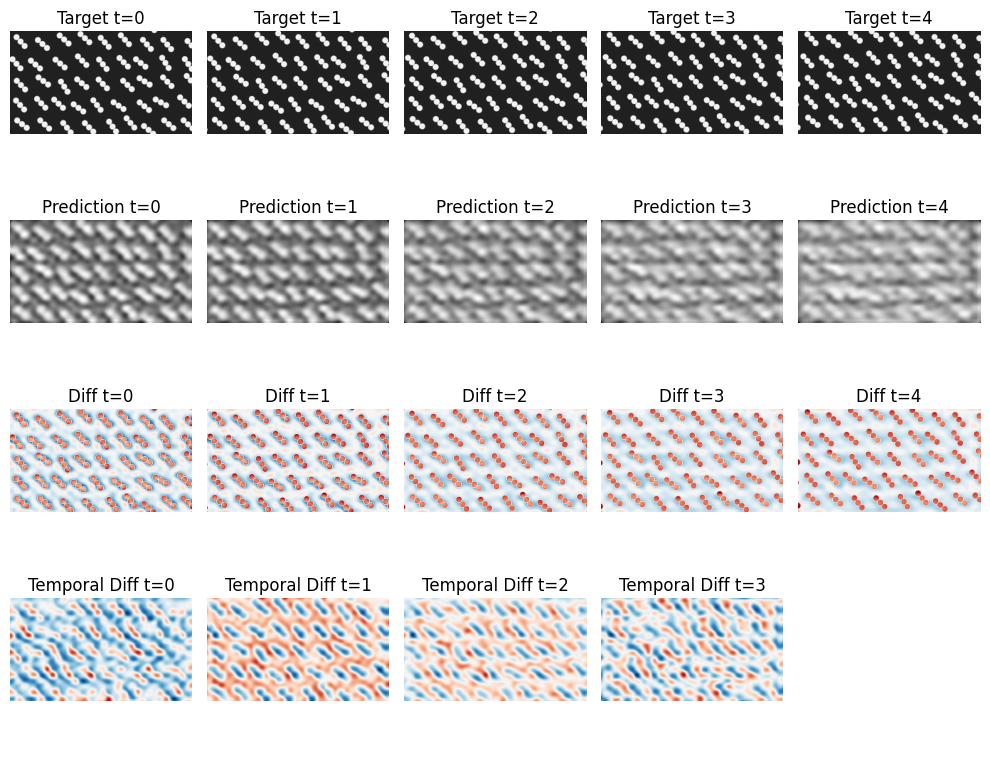 Target t=0 Target t=1 Target t=2 Target t=3 Target t=4
Prediction t=0 Prediction t=1 Prediction t=2 Prediction t=3 Prediction t=4
Diff t=0 Diff t=1 Diff t=2 Diff t=3 Diff t=4
Temporal Diff t=0 Temporal Diff t=1 Temporal Diff t=2 Temporal Diff t=3